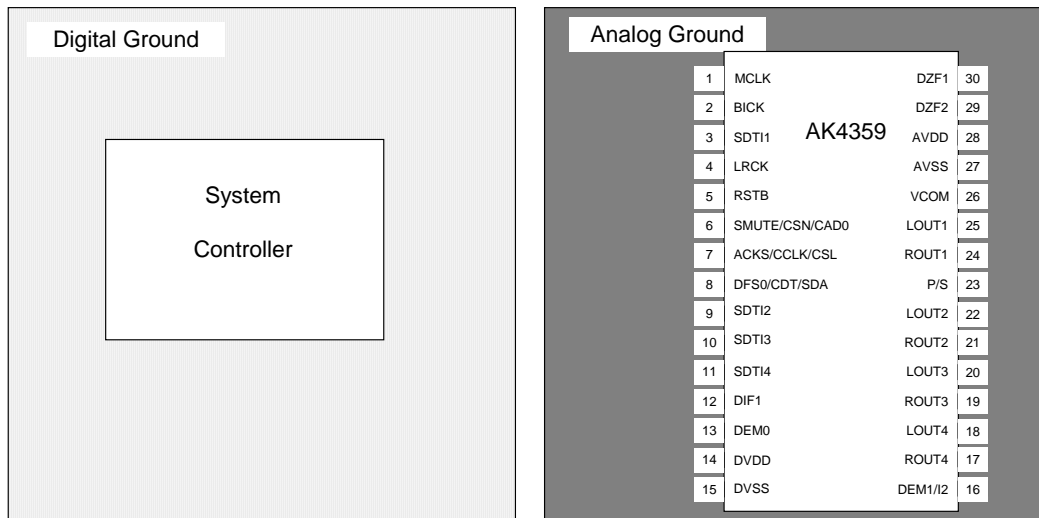 Digital Ground
System
Controller
Analog Ground
AK4359
1 MCLK DZF1 30
2 BICK DZF2 29
3 SDTI1 AVDD 28
4 LRCK AVSS 27
5 RSTB VCOM 26
6 SMUTE/CSN/CAD0 LOUT1 25
7 ACKS/CCLK/CSL ROUT1 24
8 DFS0/CDT/SDA P/S 23
9 SDTI2 LOUT2 22
10 SDTI3 ROUT2 21
11 SDTI4 LOUT3 20
12 DIF1 ROUT3 19
13 DEM0 LOUT4 18
14 DVDD ROUT4 17
15 DVSS DEM1/I2 16